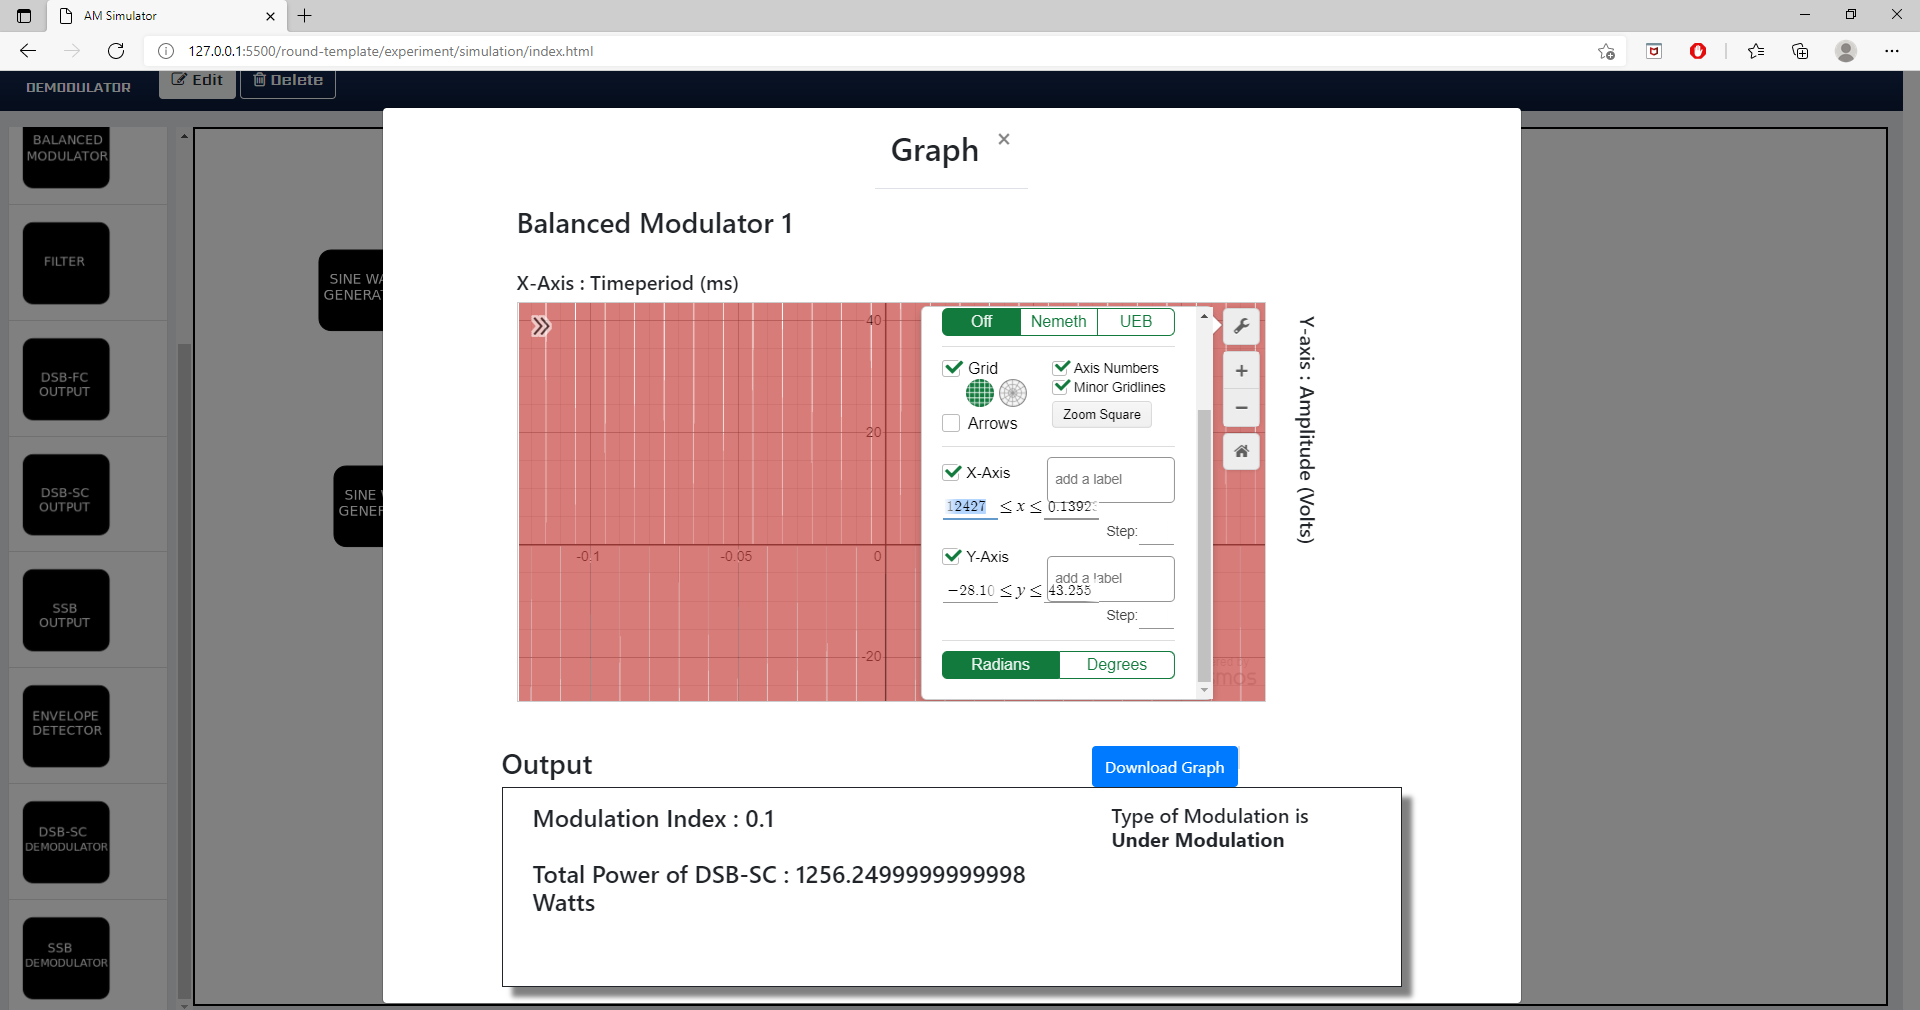 AM Simulator
127.0.0.1:5500/round-template/experiment/simulation/index.html
DEMODULATOR
Edit
Delete
BALANCED
MODULATOR
FILTER
DSB-FC
OUTPUT
DSB-SC
OUTPUT
SSB
OUTPUT
ENVELOPE
DETECTOR
DSB-SC
DEMODULATOR
SSB
DEMODULATOR
SINE WA
GENERA
SINE
GENER
Graph
Balanced Modulator 1
X-Axis : Timeperiod (ms)
40
20
-0.1
-0.05
0
-20
Off
Nemeth
UEB
Grid
Axis Numbers
Minor Gridlines
Zoom Square
Arrows
X-Axis
add a label
12427 ≤ x ≤ 0.1392
Step:
Y-Axis
add a label
−28.10 ≤ y ≤ 43.255
Step:
Radians
Degrees
Y-axis : Amplitude (Volts)
Output
Download Graph
Modulation Index : 0.1
Type of Modulation is
Under Modulation
Total Power of DSB-SC : 1256.2499999999998
Watts